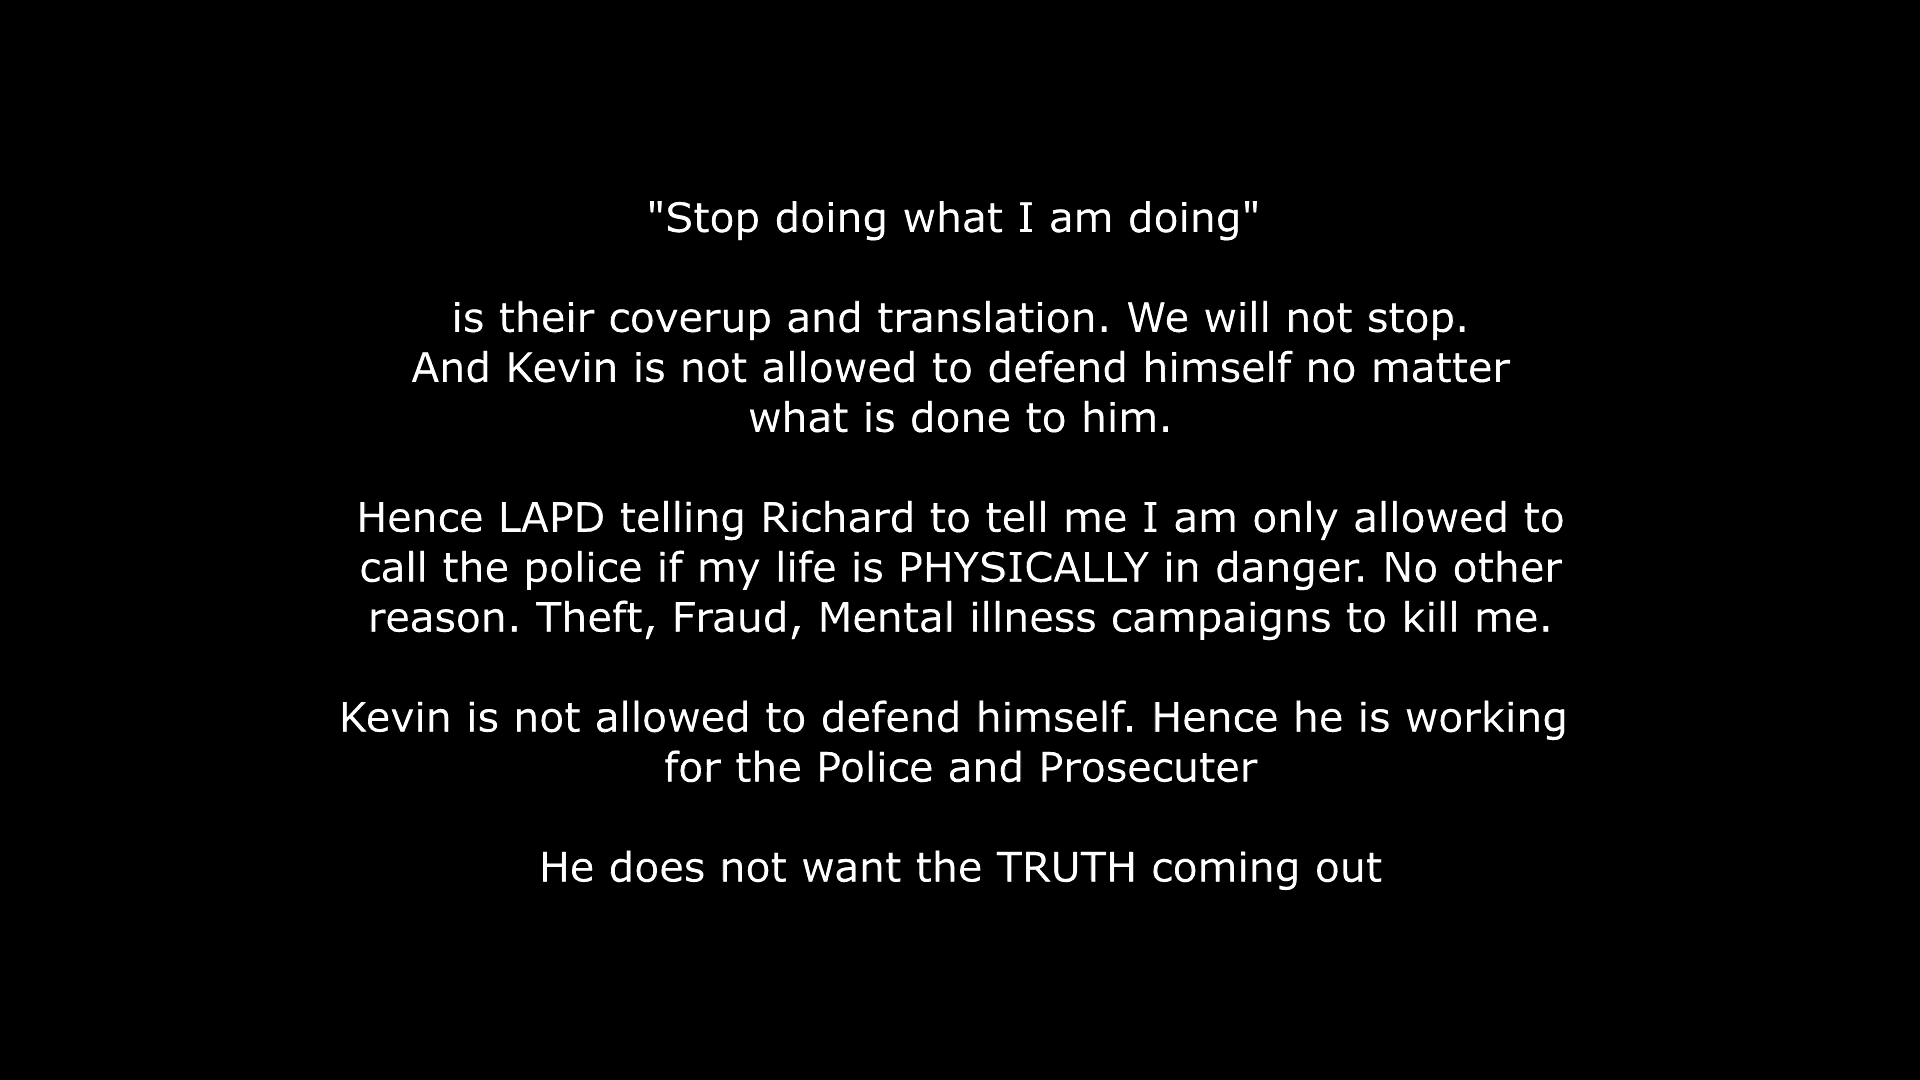 "Stop doing what I am doing"
is their coverup and translation. We will not stop.
And Kevin is not allowed to defend himself no matter
what is done to him.
Hence LAPD telling Richard to tell me I am only allowed to
call the police if my life is PHYSICALLY in danger. No other
reason. Theft, Fraud, Mental illness campaigns to kill me.
Kevin is not allowed to defend himself. Hence he is working
for the Police and Prosecuter
He does not want the TRUTH coming out